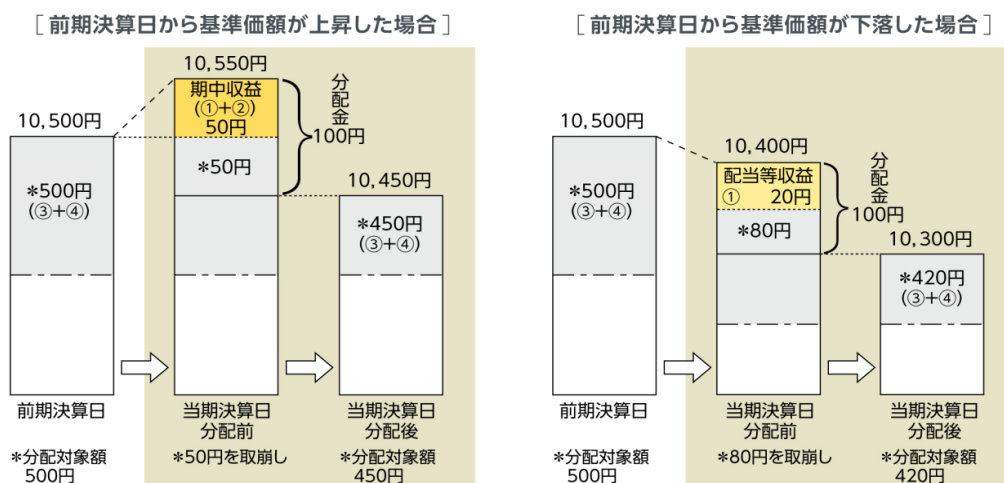 [前期決算日から基準価額が上昇した場合]
10,550円
期中収益
(①+②)
50円
分配金
100円
10,500円
*500円
(③+④)
*50円
10,450円
*450円
(③+④)
前期決算日
当期決算日
分配前
当期決算日
分配後
*分配対象額
500円
*50円を取崩し
*分配対象額
450円
[前期決算日から基準価額が下落した場合]
10,500円
*500円
(③+④)
10,400円
配当等収益
① 20円
*80円
分配金
100円
10,300円
*420円
(③+④)
前期決算日
当期決算日
分配前
当期決算日
分配後
*分配対象額
500円
*80円を取崩し
*分配対象額
420円